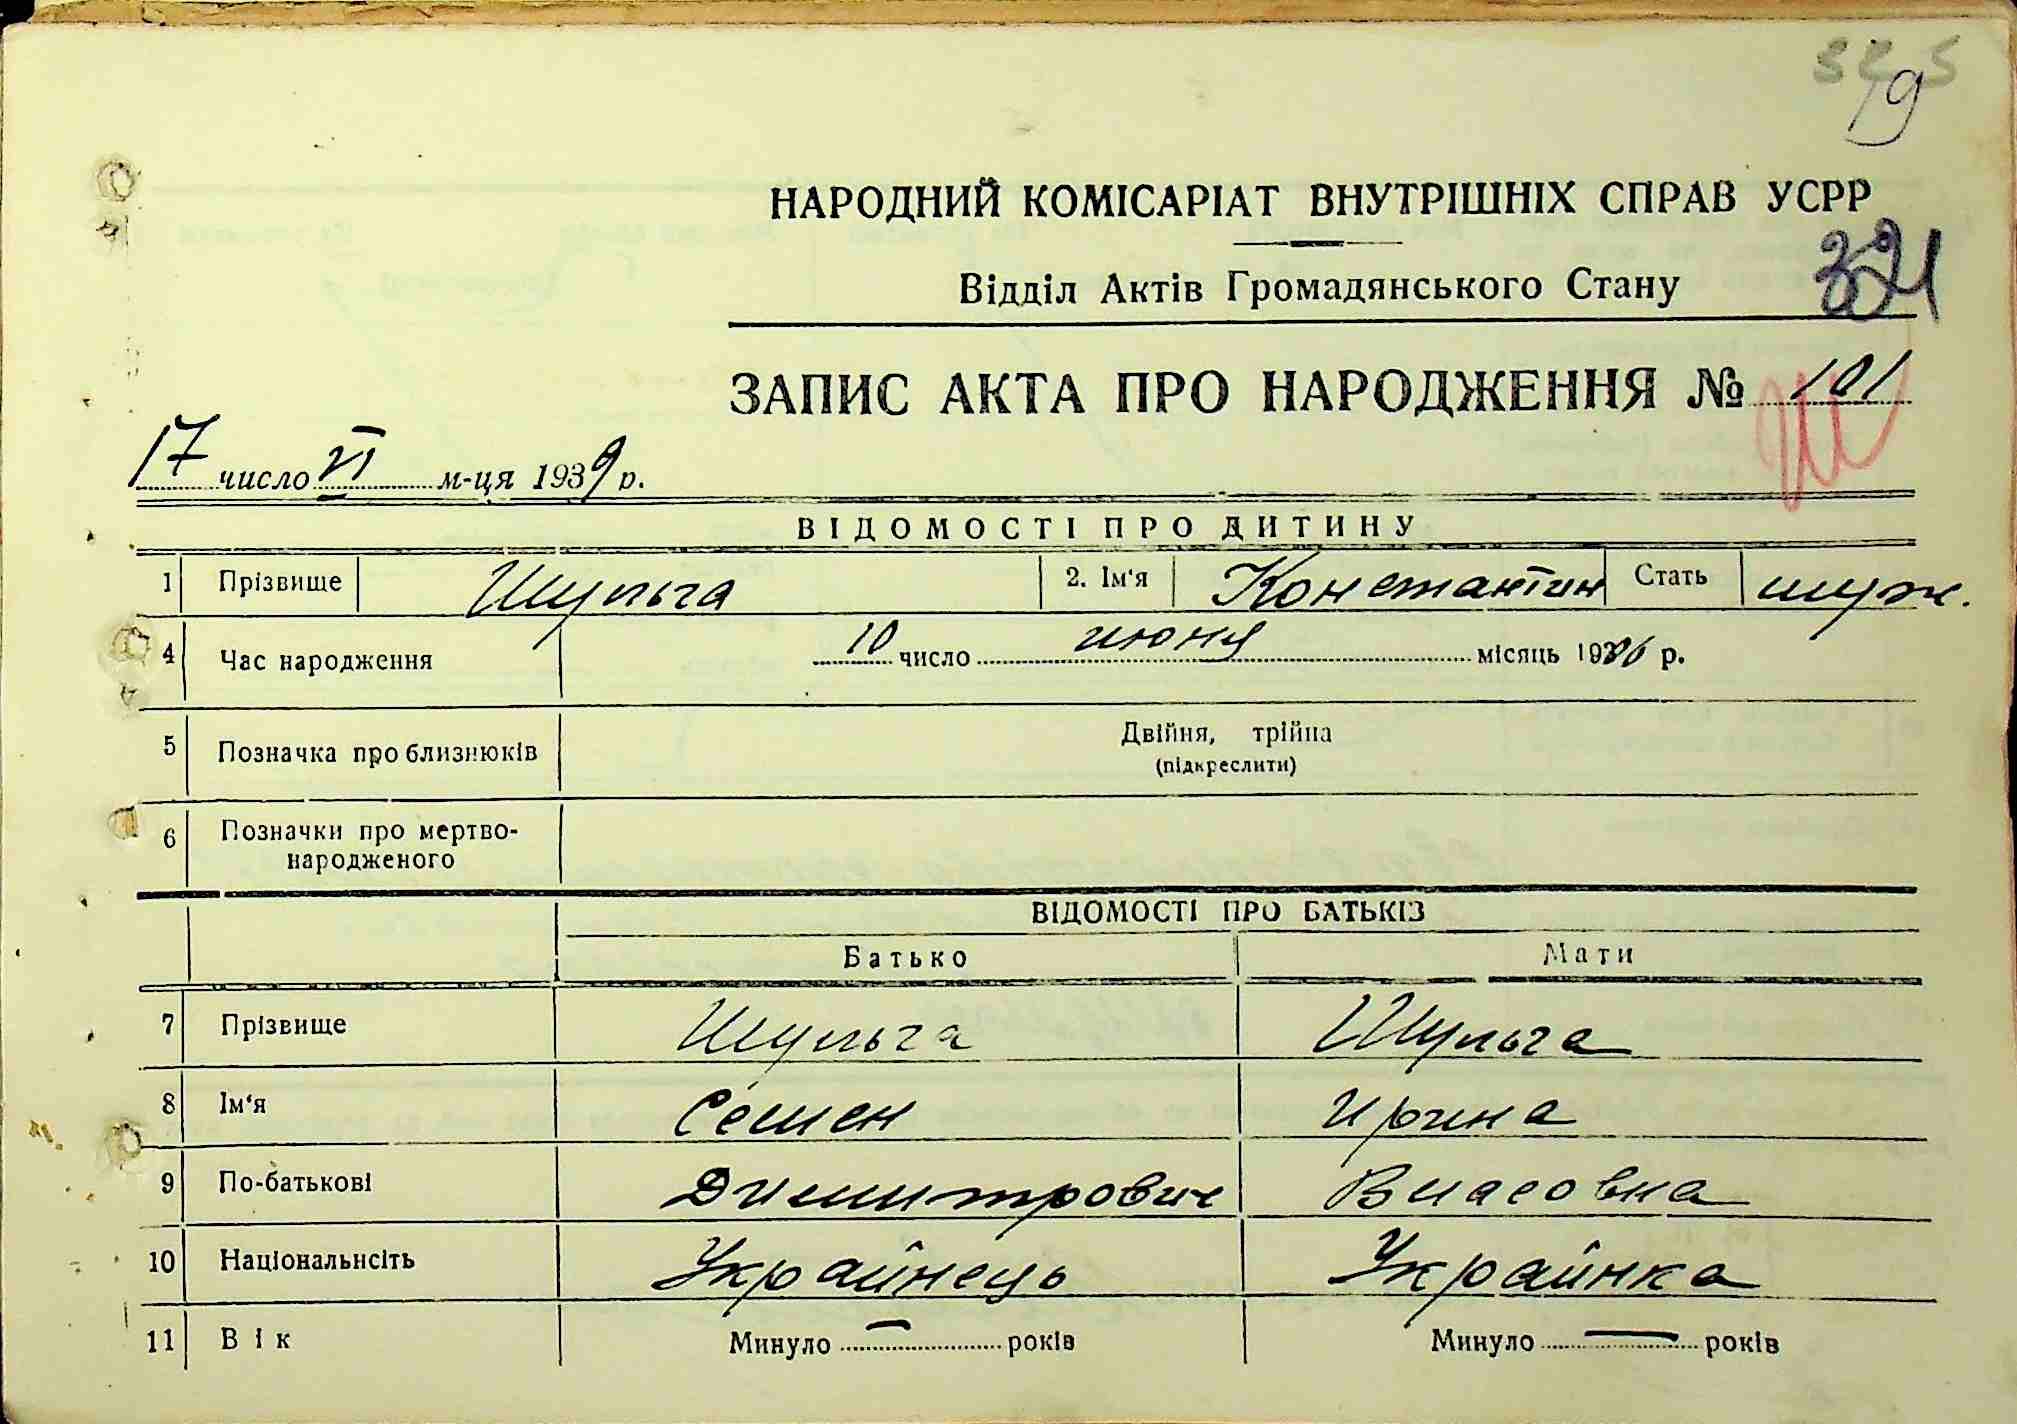 НАРОДНИЙ КОМІСАРІАТ ВНУТРІШНІХ СПРАВ УСРР
Відділ Актів Громадянського Стану
321
ЗАПИС АКТА ПРО НАРОДЖЕННЯ № 101
17 число VI м-ця 1939 р.
ВІДОМОСТІ ПРО ДИТИНУ
1 Прізвище Шульга 2. Ім'я Константин Стать муж.
4 Час народження 10 число июня місяць 19 р.
5 Позначка про близнюків Двійня, трійпа
(підкреслити)
6 Позначки про мертво-
народженого
ВІДОМОСТІ ПРО БАТЬКІВ
Батько Мати
7 Прізвище Шульга Шульга
8 Ім'я Семен Ирина
9 По-батькові Димитрович Власовна
10 Національнсіть Українець Українка
11 Вік Минуло — років Минуло — років